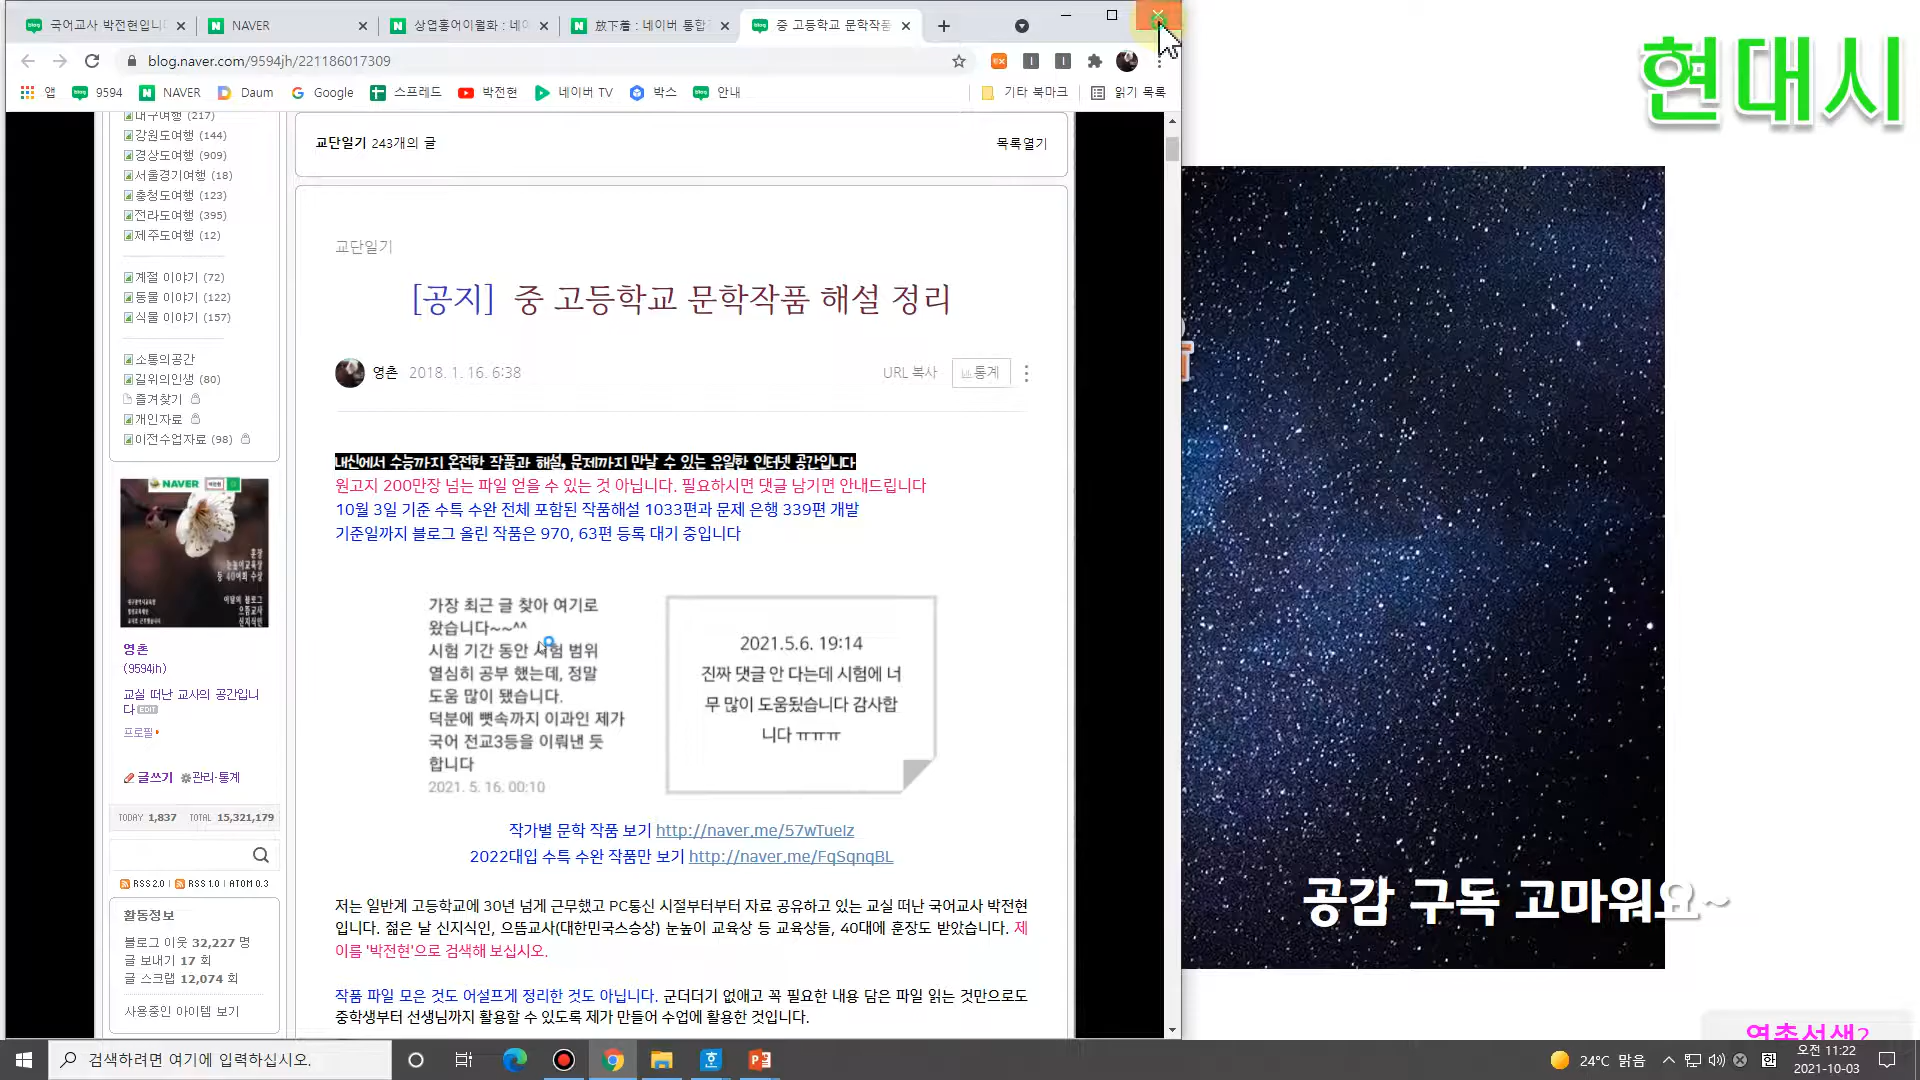 국어교사 박전현입니
NAVER
상엽홍어이월화 : 네이
放下着 : 네이버 통합
중 고등학교 문학작품
blog.naver.com/9594jh/221186017309
앱 9594 NAVER Daum Google 스프레드 박전현 네이버 TV 박스 안내 기타 북마크 읽기 목록
현대시
대구여행 (217)
강원도여행 (144)
경상도여행 (909)
서울경기여행 (18)
충청도여행 (123)
전라도여행 (395)
제주도여행 (12)
계절 이야기 (72)
동물 이야기 (122)
식물 이야기 (157)
소통의공간
길위의인생 (80)
즐겨찾기
개인자료
이전수업자료 (98)
NAVER
영촌
(9594jh)
교실 떠난 교사의 공간입니
다 EDIT
프로필
글쓰기 관리·통계
TODAY 1,837 TOTAL 15,321,179
RSS 2.0 | RSS 1.0 | ATOM 0.3
활동정보
블로그 이웃 32,227 명
글 보내기 17 회
글 스크랩 12,074 회
사용중인 아이템 보기
교단일기 243개의 글 목록열기
교단일기
[공지] 중 고등학교 문학작품 해설 정리
영촌 2018. 1. 16. 6:38 URL 복사 통계
내신에서 수능까지 온전한 작품과 해설, 문제까지 만날 수 있는 유일한 인터넷 공간입니다
원고지 200만장 넘는 파일 얻을 수 있는 것 아닙니다. 필요하시면 댓글 남기면 안내드립니다
10월 3일 기준 수특 수완 전체 포함된 작품해설 1033편과 문제 은행 339편 개발
기준일까지 블로그 올린 작품은 970, 63편 등록 대기 중입니다
가장 최근 글 찾아 여기로
왔습니다~~^^
시험 기간 동안 시험 범위
열심히 공부 했는데, 정말
도움 많이 됐습니다.
덕분에 뼛속까지 이과인 제가
국어 전교3등을 이뤄낸 듯
합니다
2021. 5. 16. 00:10
2021.5.6. 19:14
진짜 댓글 안 다는데 시험에 너
무 많이 도움됬습니다 감사합
니다 ㅠㅠㅠ
작가별 문학 작품 보기 http://naver.me/57wTueIz
2022대입 수특 수완 작품만 보기 http://naver.me/FqSqnqBL
저는 일반계 고등학교에 30년 넘게 근무했고 PC통신 시절부터부터 자료 공유하고 있는 교실 떠난 국어교사 박전현
입니다. 젊은 날 신지식인, 으뜸교사(대한민국스승상) 눈높이 교육상 등 교육상들, 40대에 훈장도 받았습니다. 제
이름 '박전현'으로 검색해 보십시오.
작품 파일 모은 것도 어설프게 정리한 것도 아닙니다. 군더더기 없애고 꼭 필요한 내용 담은 파일 읽는 것만으로도
중학생부터 선생님까지 활용할 수 있도록 제가 만들어 수업에 활용한 것입니다.
공감 구독 고마워요~
영촌선생?
검색하려면 여기에 입력하십시오.
24°C 맑음
오전 11:22
2021-10-03